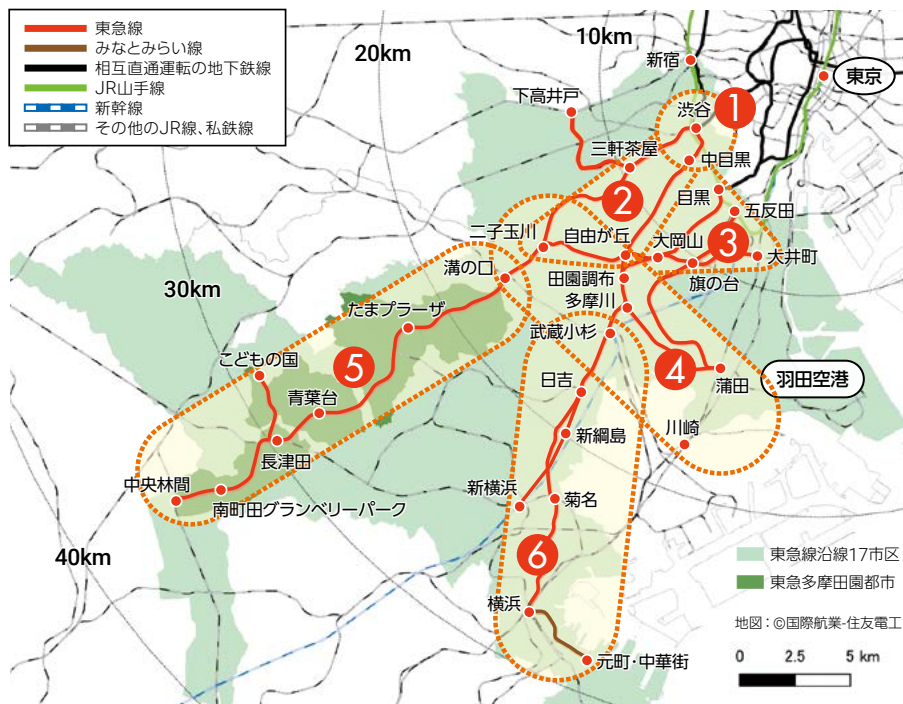 東急線
みなとみらい線
相互直通運転の地下鉄線
JR山手線
新幹線
その他のJR線、私鉄線
20km
10km
新宿
東京
下高井戸
渋谷
1
三軒茶屋
中目黒
2
目黒
五反田
二子玉川
自由が丘
大岡山
3
大井町
溝の口
田園調布
旗の台
30km
たまプラーザ
多摩川
武蔵小杉
こどもの国
5
日吉
4
蒲田
羽田空港
青葉台
新綱島
川崎
長津田
中央林間
新横浜
菊名
南町田グランベリーパーク
40km
6
東急線沿線17市区
東急多摩田園都市
横浜
地図：©国際航業-住友電工
元町・中華街
0 2.5 5 km